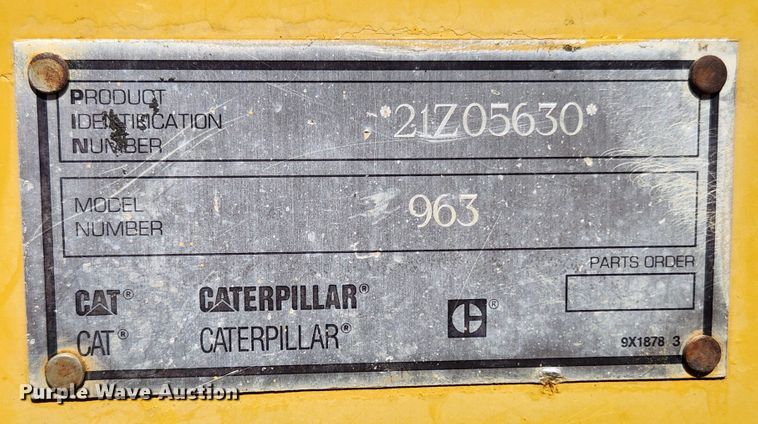 PRODUCT
IDENTIFICATION
NUMBER
*21Z05630*
MODEL
NUMBER
963
PARTS ORDER
CAT® CATERPILLAR®
CAT® CATERPILLAR®
C ®
9X1878 3
Purple Wave Auction